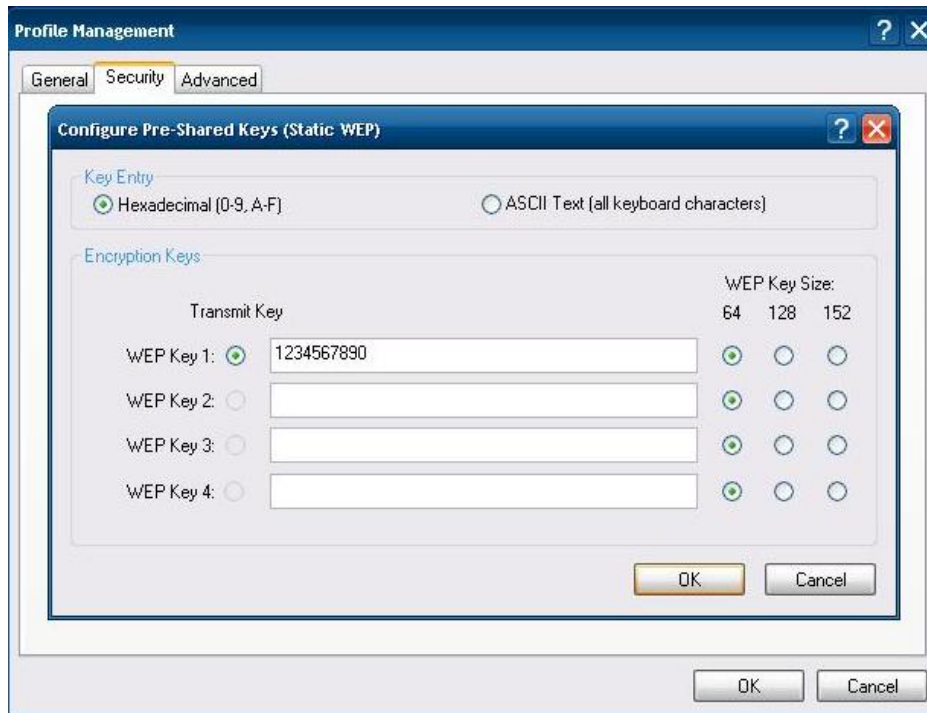 Profile Management
General Security Advanced
Configure Pre-Shared Keys (Static WEP)
Key Entry
Hexadecimal (0-9, A-F) ASCII Text (all keyboard characters)
Encryption Keys
WEP Key Size:
Transmit Key 64 128 152
WEP Key 1: 1234567890
WEP Key 2:
WEP Key 3:
WEP Key 4:
OK Cancel
OK Cancel